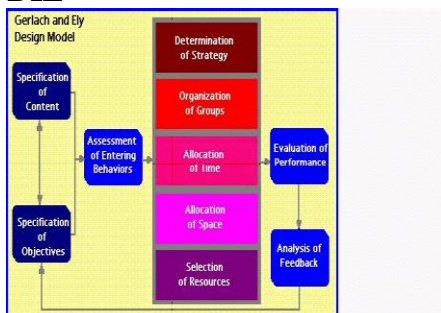 Gerlach and Ely
Design Model
Specification
of
Content
Specification
of
Objectives
Assessment
of Entering
Behaviors
Determination
of Strategy
Organization
of Groups
Allocation
of Time
Allocation
of Space
Selection
of Resources
Evaluation of
Performance
Analysis of
Feedback